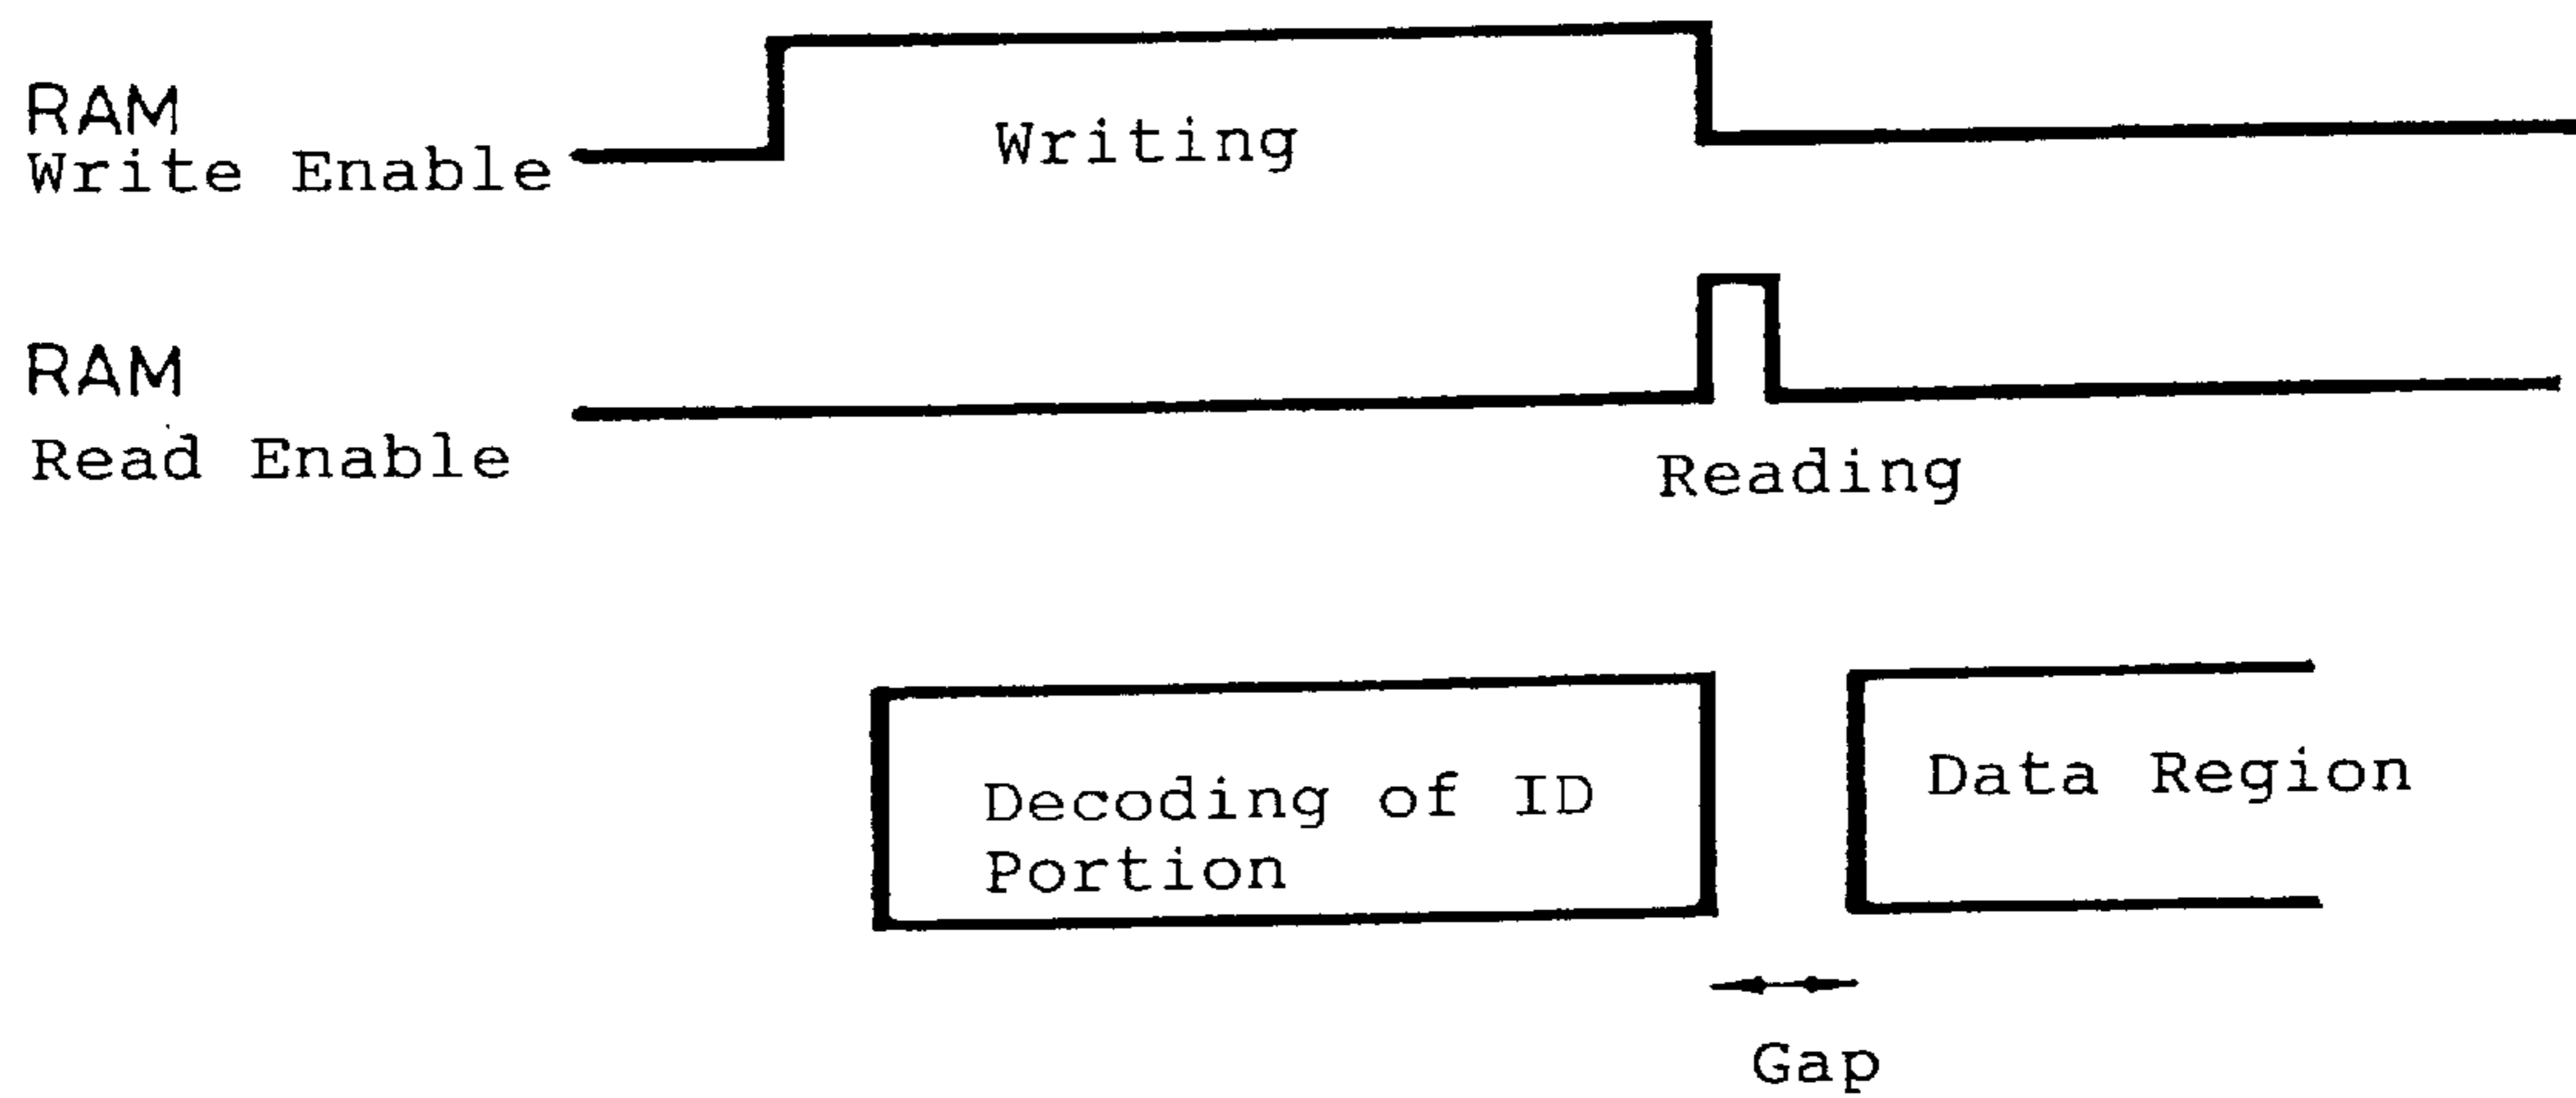 RAM
Write Enable
Writing
RAM
Read Enable
Reading
Decoding of ID
Portion
Data Region
Gap